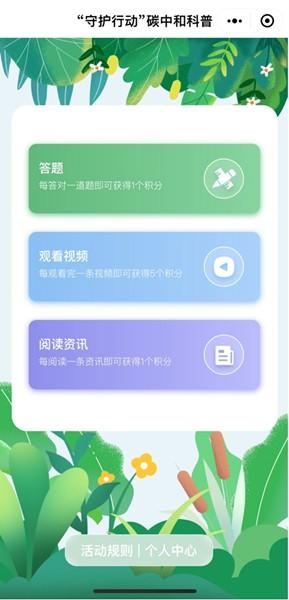 “守护行动”碳中和科普
答题
每答对一道题即可获得1个积分
观看视频
每观看完一条视频即可获得5个积分
阅读资讯
每阅读一条资讯即可获得1个积分
活动规则 | 个人中心